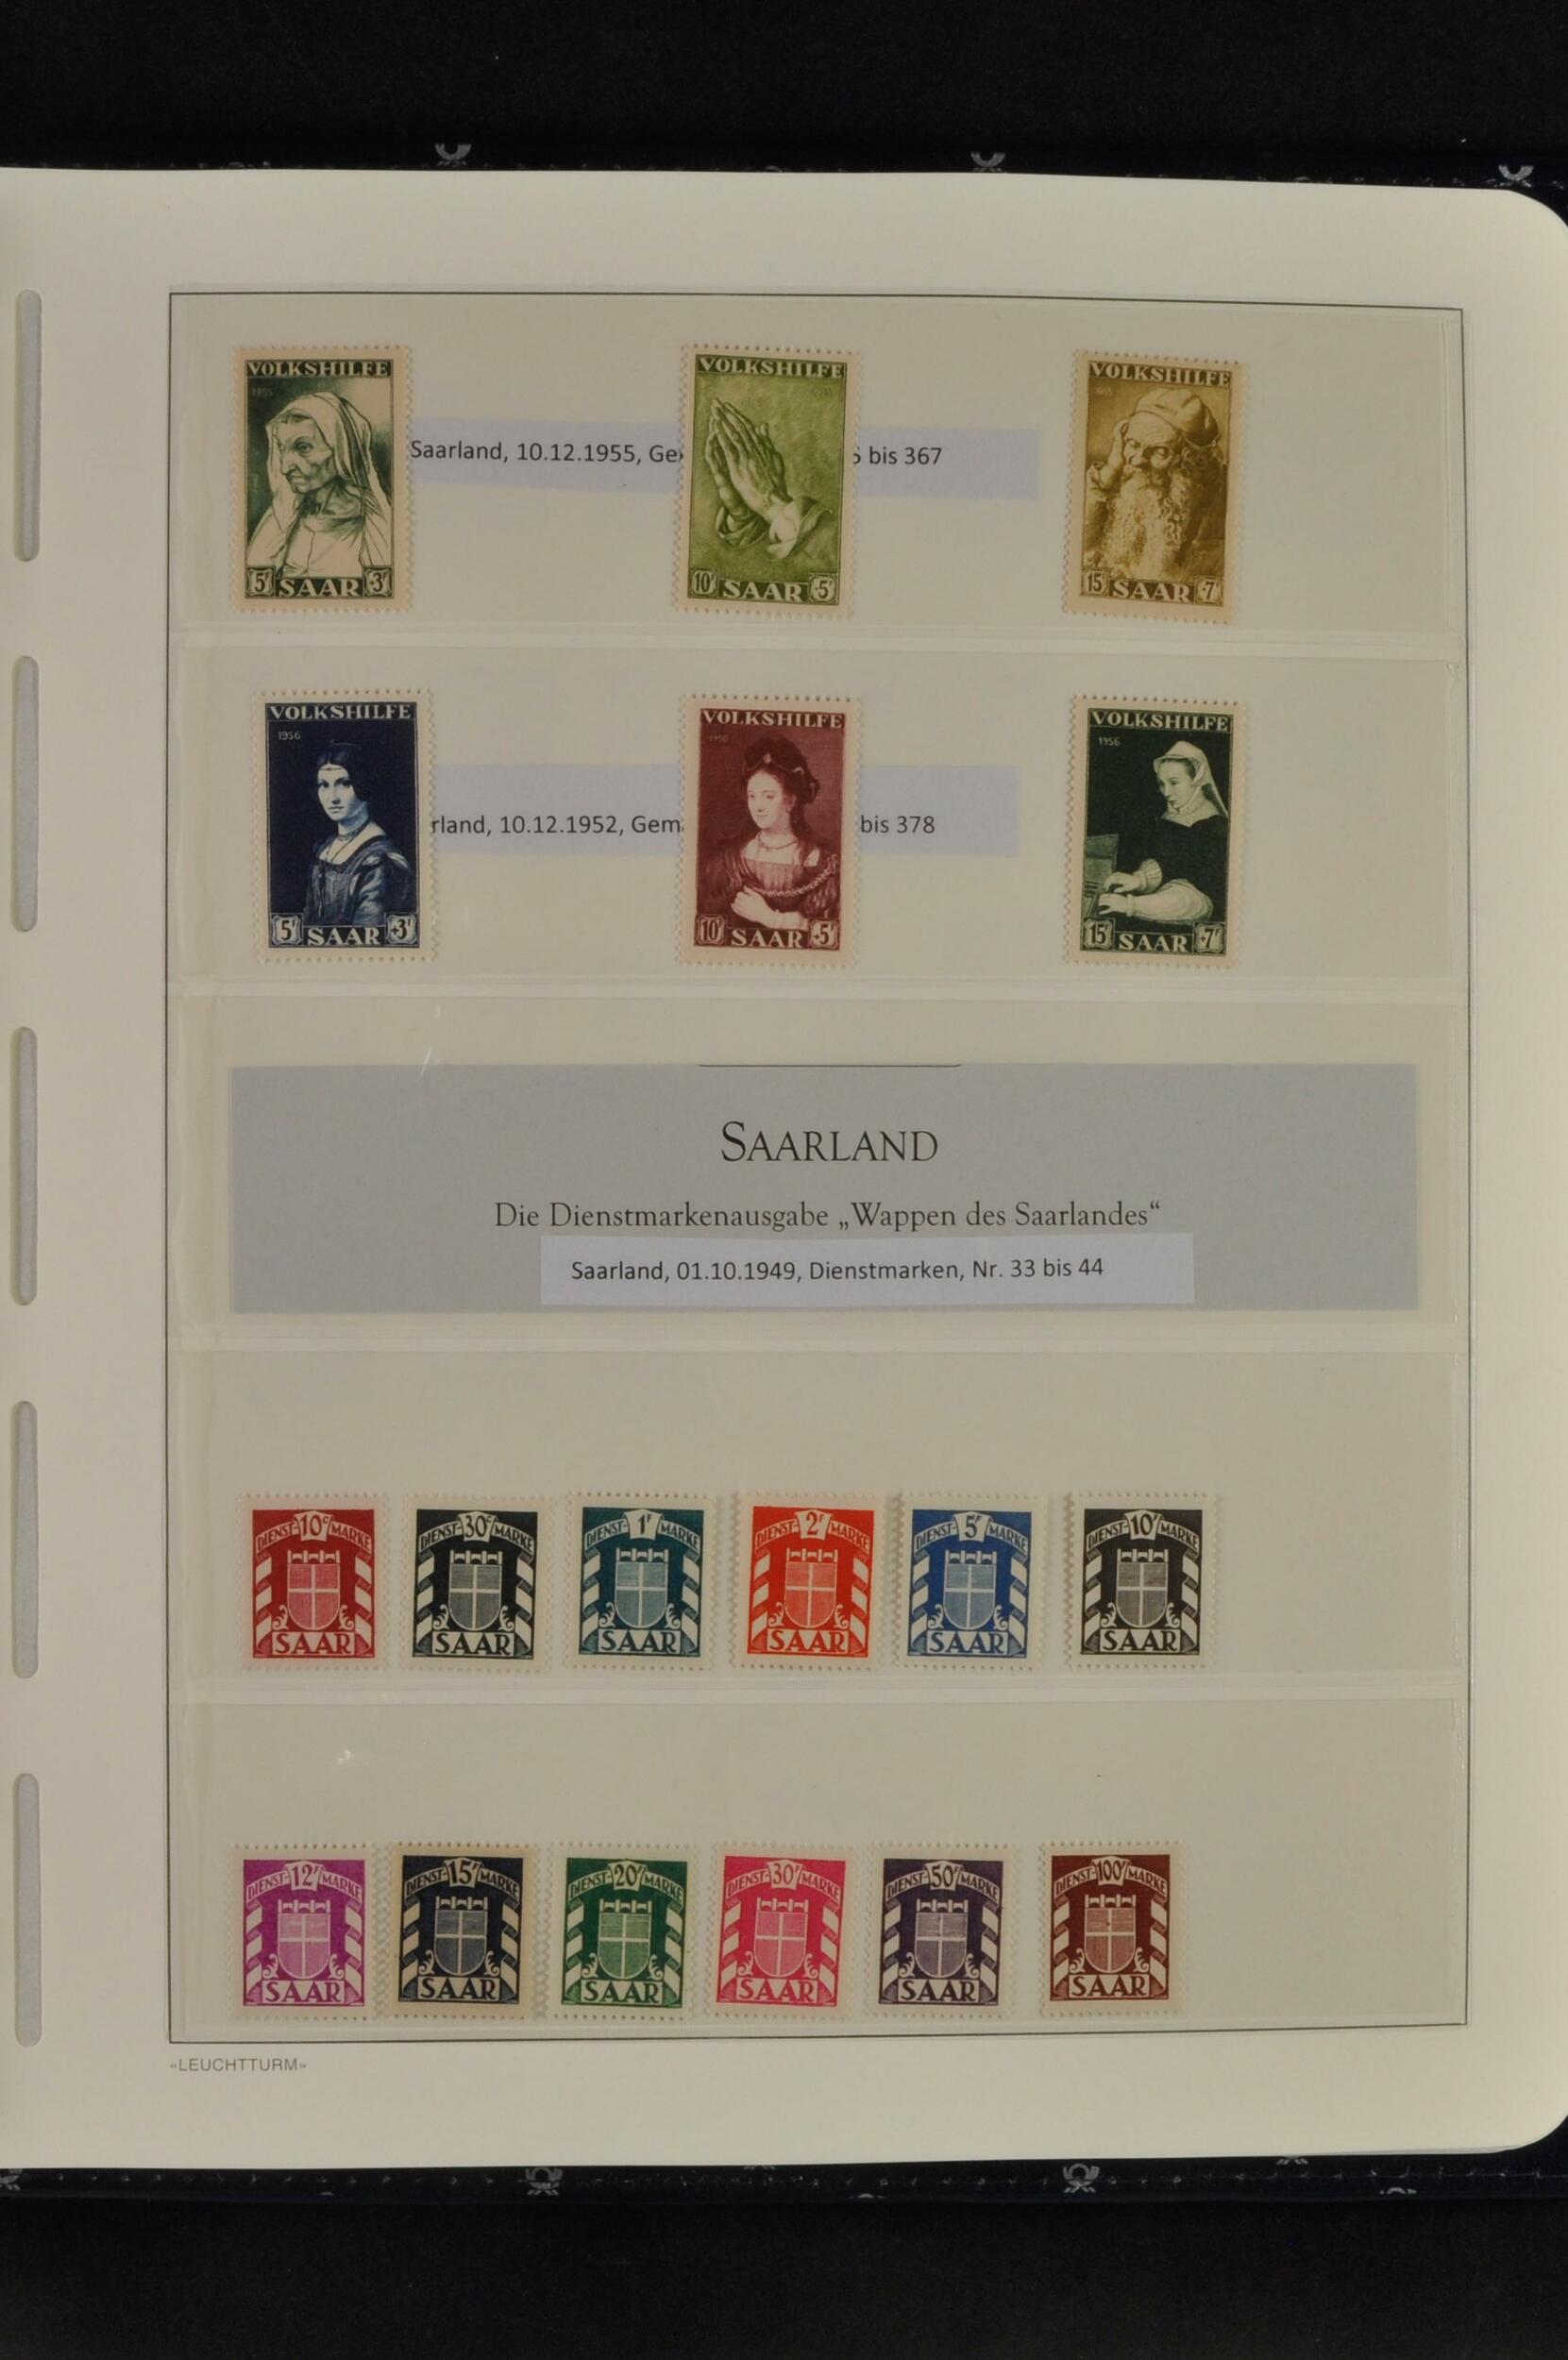 VOLKSHILFE
1955
5F SAAR +3F
VOLKSHILFE
10F SAAR +5F
VOLKSHILFE
1955
15F SAAR +7F
Saarland, 10.12.1955, Ge
bis 367
VOLKSHILFE
1956
5F SAAR +3F
VOLKSHILFE
1956
10F SAAR +5F
VOLKSHILFE
1956
15F SAAR +7F
rland, 10.12.1952, Gem
bis 378
SAARLAND
Die Dienstmarkenausgabe „Wappen des Saarlandes“
Saarland, 01.10.1949, Dienstmarken, Nr. 33 bis 44
DIENST- 10c MARKE
SAAR
DIENST- 30c MARKE
SAAR
DIENST- 1F MARKE
SAAR
DIENST- 2F MARKE
SAAR
DIENST- 5F MARKE
SAAR
DIENST- 10F MARKE
SAAR
DIENST- 12F MARKE
SAAR
DIENST- 15F MARKE
SAAR
DIENST- 20F MARKE
SAAR
DIENST- 30F MARKE
SAAR
DIENST- 50F MARKE
SAAR
DIENST- 100F MARKE
SAAR
«LEUCHTTURM»